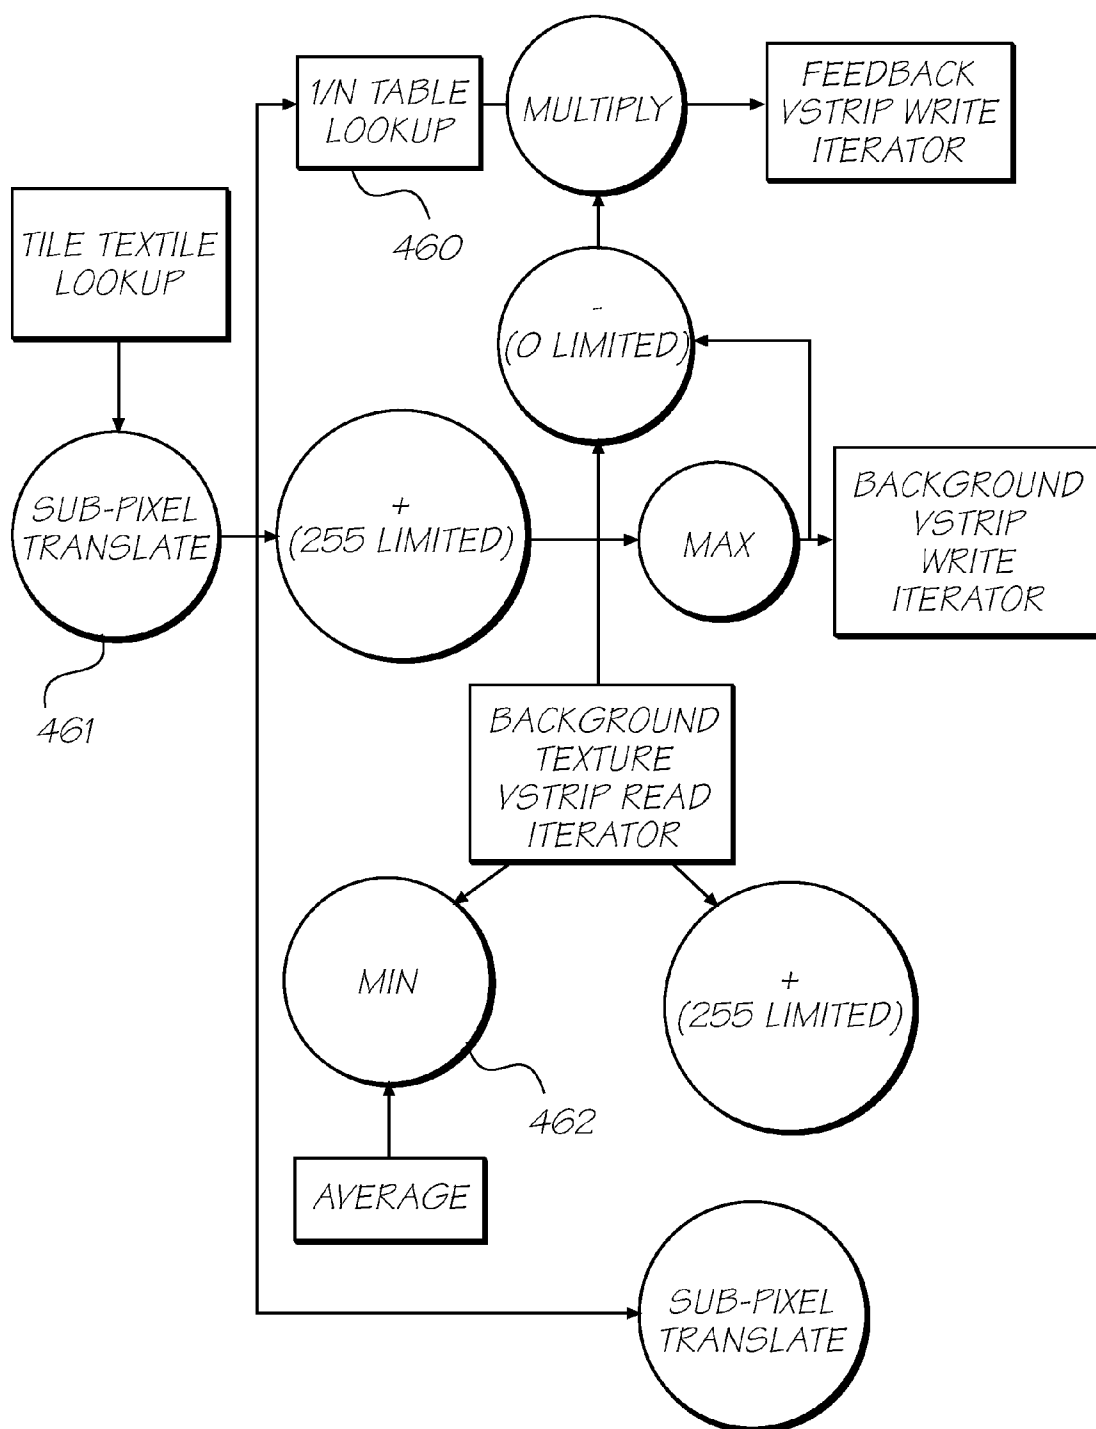 1/N TABLE
LOOKUP
MULTIPLY
FEEDBACK
VSTRIP WRITE
ITERATOR
460
TILE TEXTILE
LOOKUP
-
(0 LIMITED)
SUB-PIXEL
TRANSLATE
+
(255 LIMITED)
MAX
BACKGROUND
VSTRIP
WRITE
ITERATOR
461
BACKGROUND
TEXTURE
VSTRIP READ
ITERATOR
MIN
+
(255 LIMITED)
462
AVERAGE
SUB-PIXEL
TRANSLATE